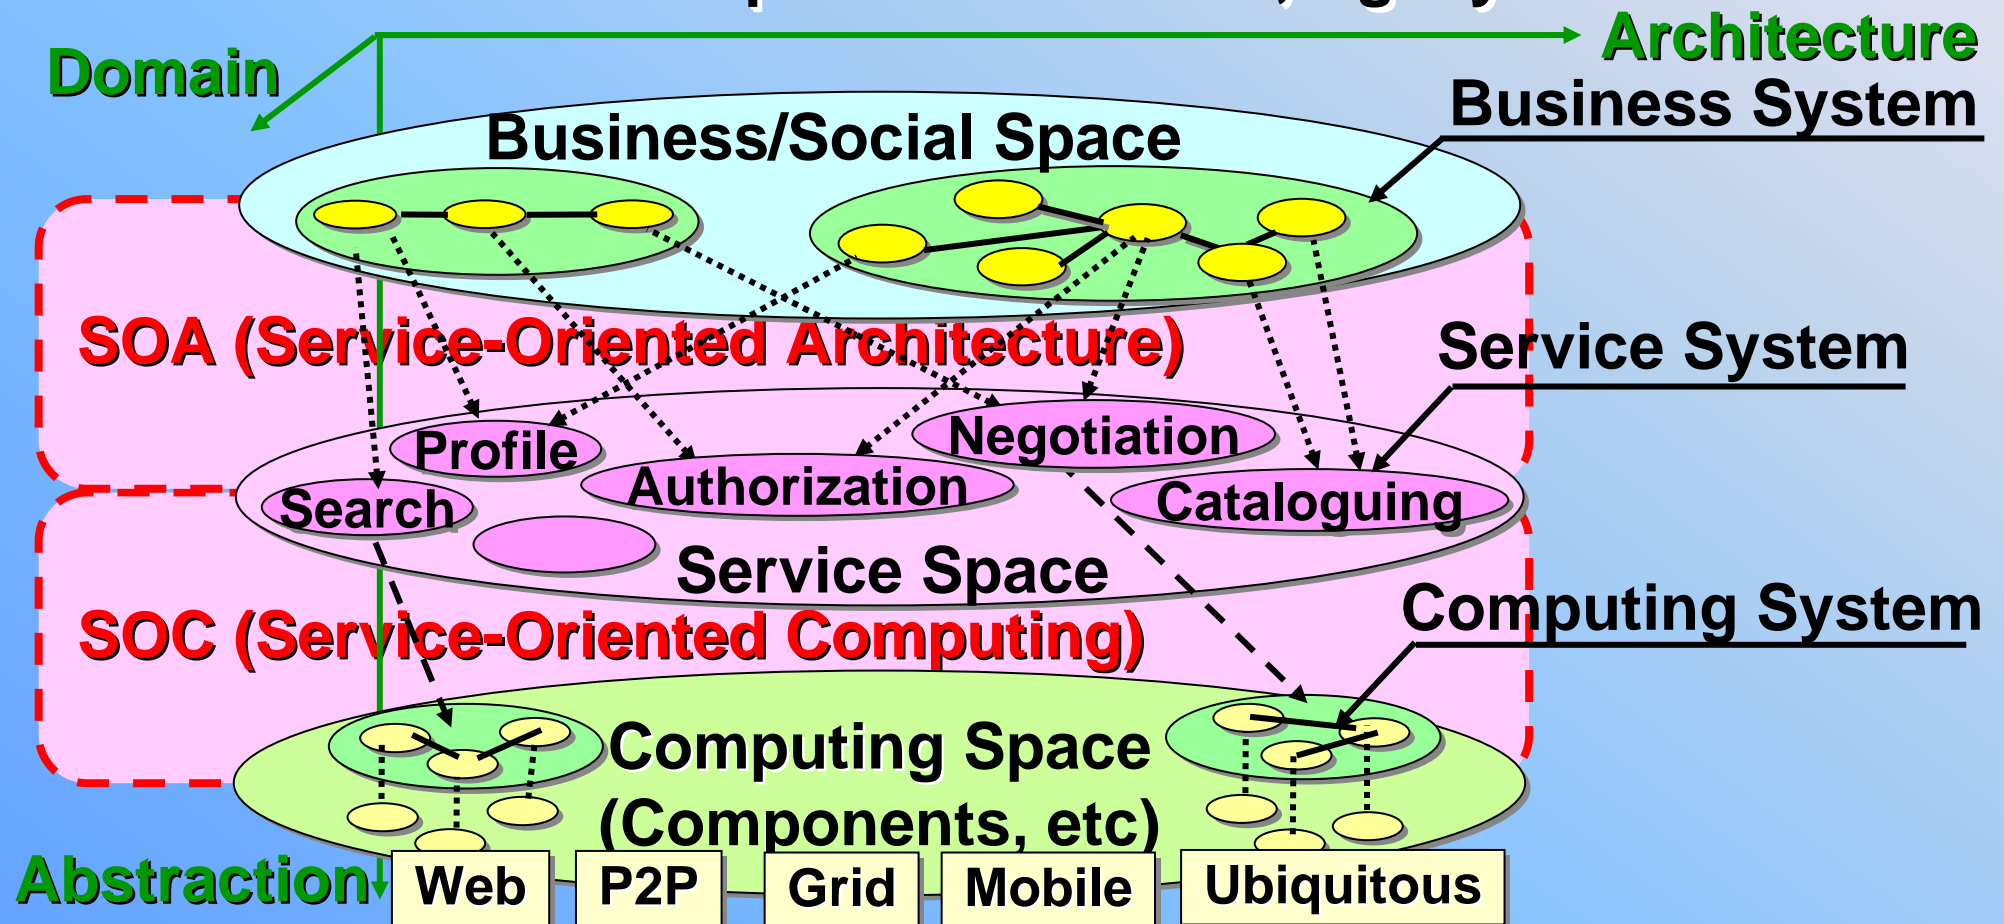 Architecture
Domain
Business System
Business/Social Space
SOA (Service-Oriented Architecture)
Service System
Profile
Negotiation
Authorization
Search
Cataloguing
Service Space
SOC (Service-Oriented Computing)
Computing System
Computing Space
(Components, etc)
Abstraction
Web
P2P
Grid
Mobile
Ubiquitous